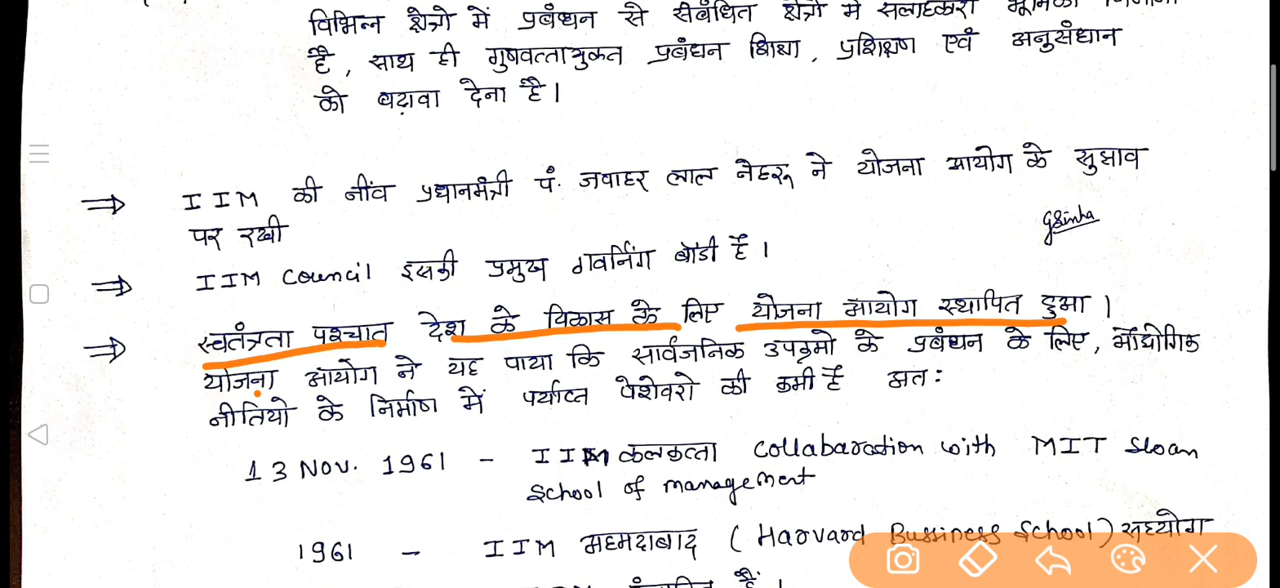 विभिन्न क्षेत्रो में प्रबंधन से संबंधित क्षेत्रो में सलाहकारी भूमिका
है, साथ ही गुणवत्तायुक्त प्रबंधन शिक्षा, प्रशिक्षण एवं अनुसंधान
को बढ़ावा देना है।
⇒ IIM की नींव प्रधानमंत्री पं. जवाहर लाल नेहरू ने योजना आयोग के सुझाव
पर रखी
GSinha
⇒ IIM Council इसकी प्रमुख गवर्निंग बॉडी है।
⇒ स्वतंत्रता पश्चात देश के विकास के लिए योजना आयोग स्थापित हुआ।
योजना आयोग ने यह पाया कि सार्वजनिक उपक्रमो के प्रबंधन के लिए, औद्योगिक
नीतियो के निर्माण में पर्याप्त पेशेवरो की कमी है अतः
13 Nov. 1961 - IIM कलकत्ता Collabaration with MIT Sloan
School of management
1961 - IIM अहमदाबाद (Harvard Bussiness School) सहयोग